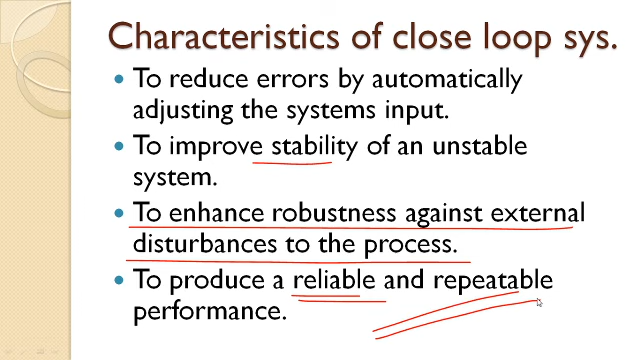 Characteristics of close loop sys.
• To reduce errors by automatically
adjusting the systems input.
• To improve stability of an unstable
system.
• To enhance robustness against external
disturbances to the process.
• To produce a reliable and repeatable
performance.